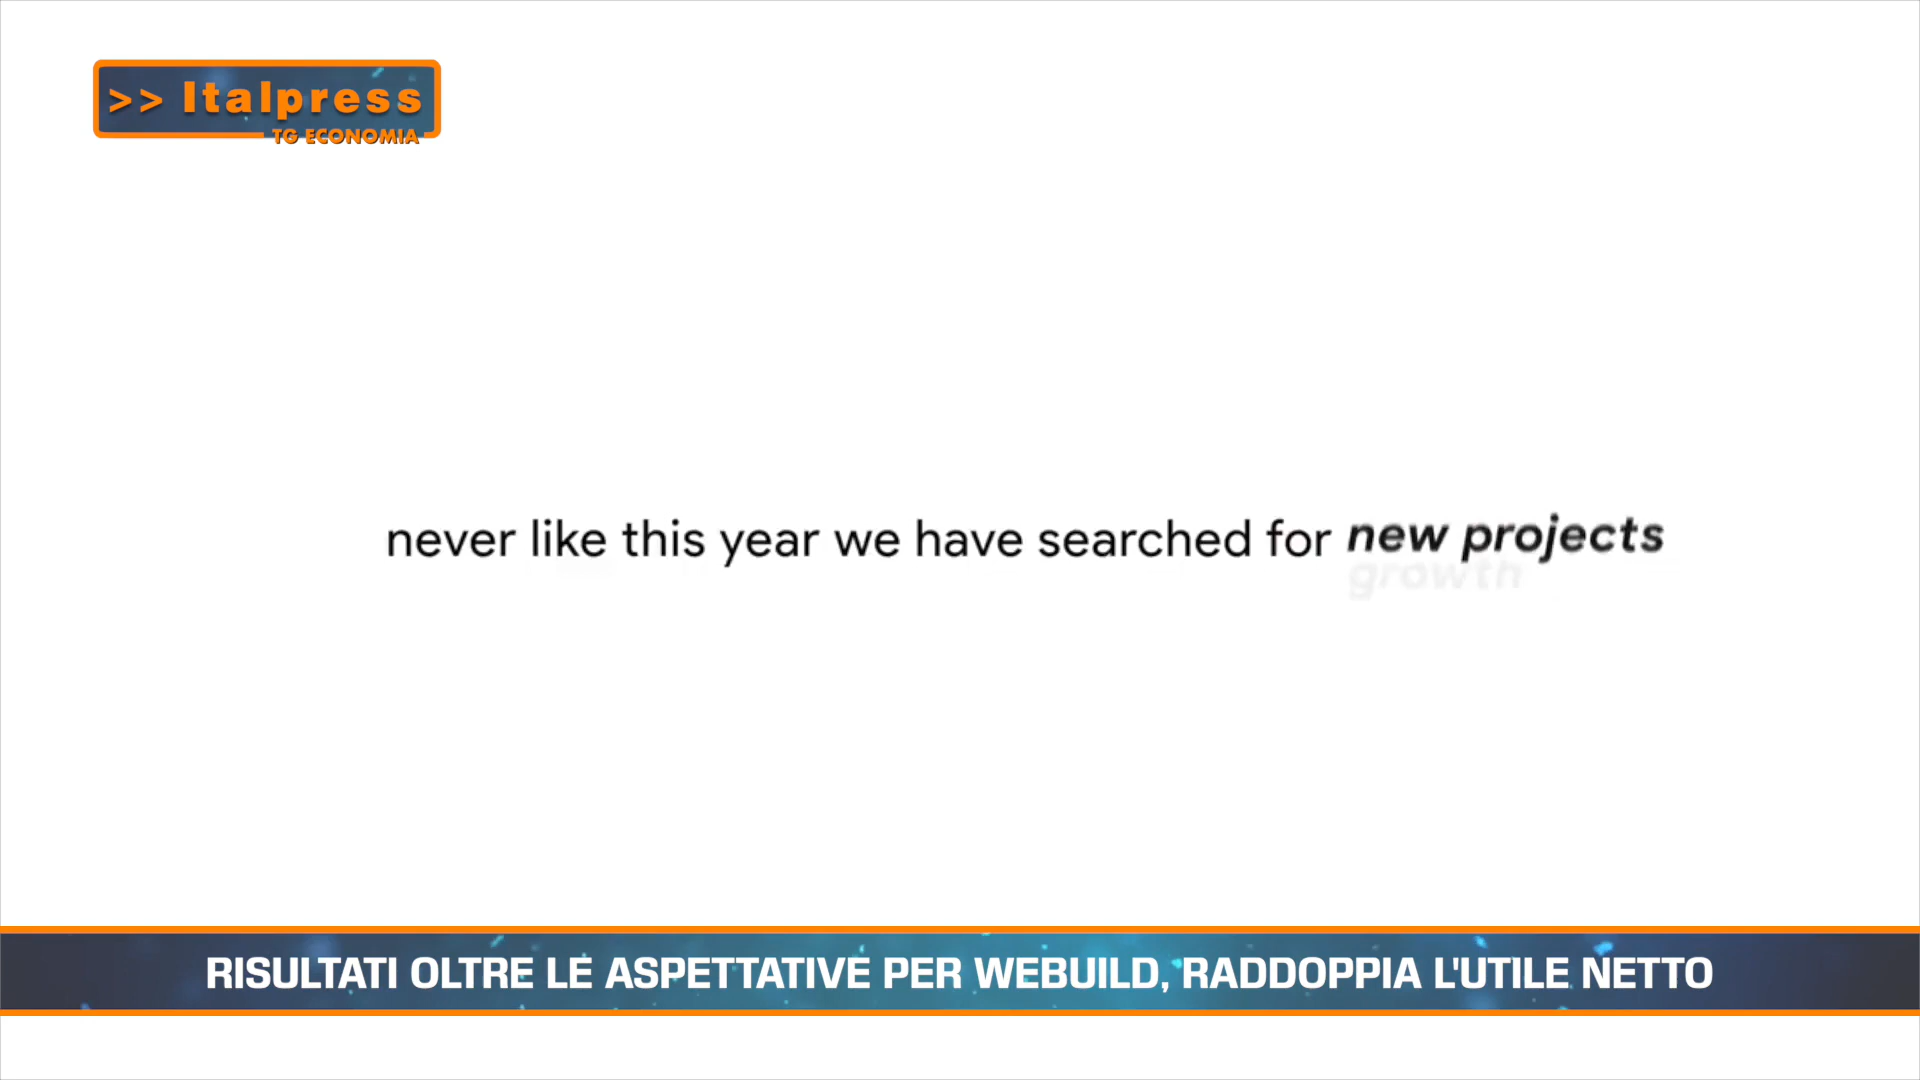 >> Italpress
TG ECONOMIA
never like this year we have searched for new projects
growth
RISULTATI OLTRE LE ASPETTATIVE PER WEBUILD, RADDOPPIA L'UTILE NETTO